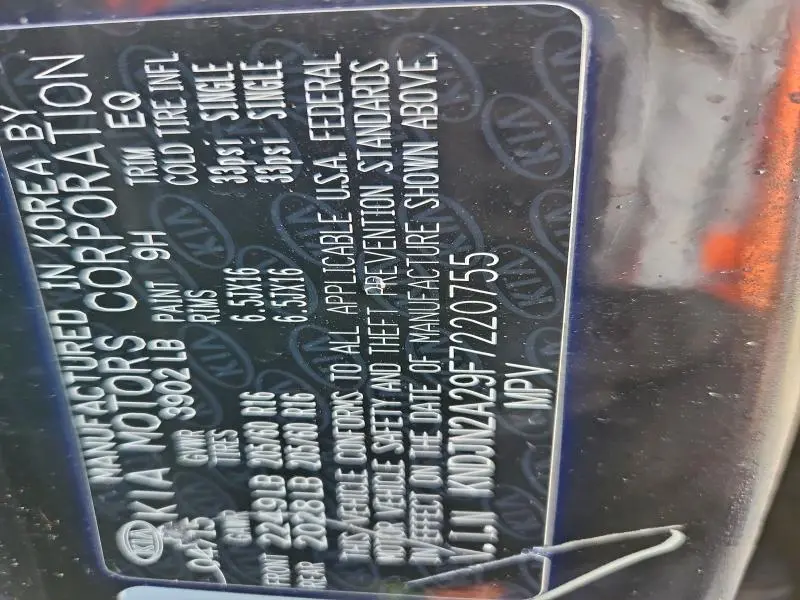 KIA MANUFACTURED IN KOREA BY
KIA MOTORS CORPORATION
04/15 GVWR 3902 LB PAINT 9H TRIM EQ
GAWR TIRES RIMS COLD TIRE INFL
FRONT 2249LB 205/60 R16 6.5JX16 33psi SINGLE
REAR 2028LB 205/60 R16 6.5JX16 33psi SINGLE
THIS VEHICLE CONFORMS TO ALL APPLICABLE U.S.A. FEDERAL
MOTOR VEHICLE SAFETY AND THEFT PREVENTION STANDARDS
IN EFFECT ON THE DATE OF MANUFACTURE SHOWN ABOVE.
V.I.N KNDJN2A29F7220755
MPV